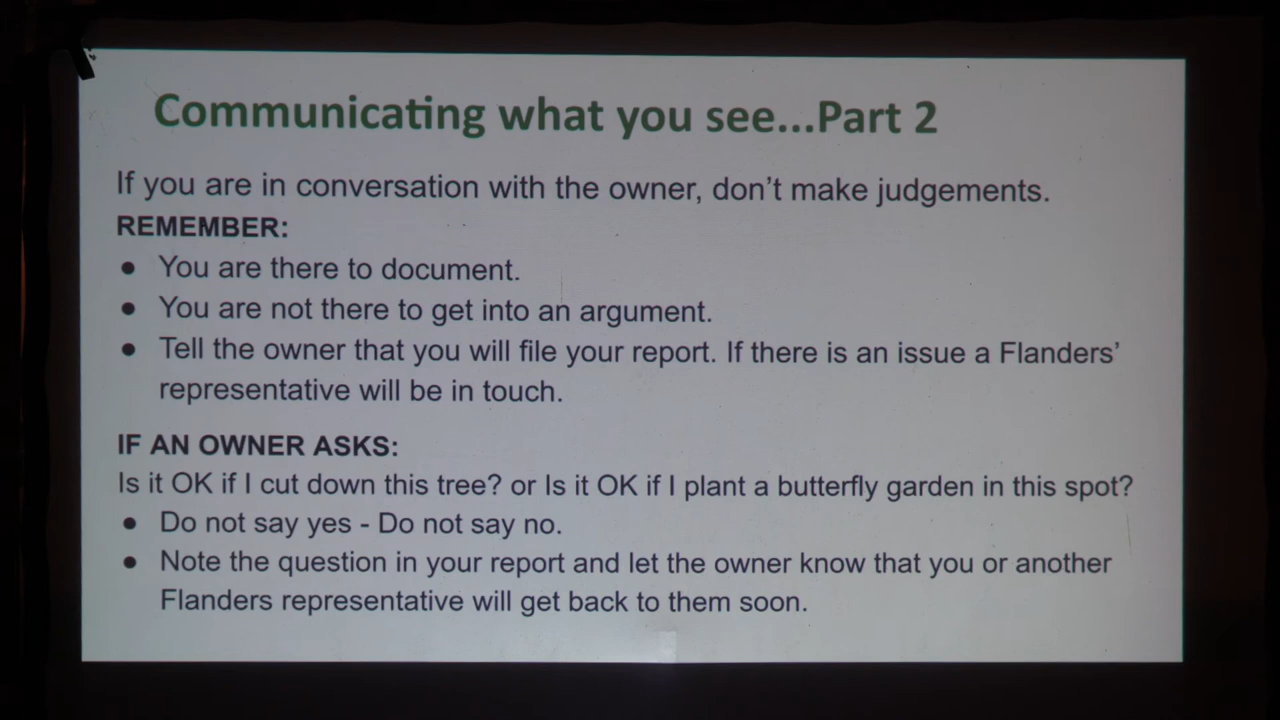 Communicating what you see...Part 2
If you are in conversation with the owner, don't make judgements.
REMEMBER:
● You are there to document.
● You are not there to get into an argument.
● Tell the owner that you will file your report. If there is an issue a Flanders'
representative will be in touch.
IF AN OWNER ASKS:
Is it OK if I cut down this tree? or Is it OK if I plant a butterfly garden in this spot?
● Do not say yes - Do not say no.
● Note the question in your report and let the owner know that you or another
Flanders representative will get back to them soon.